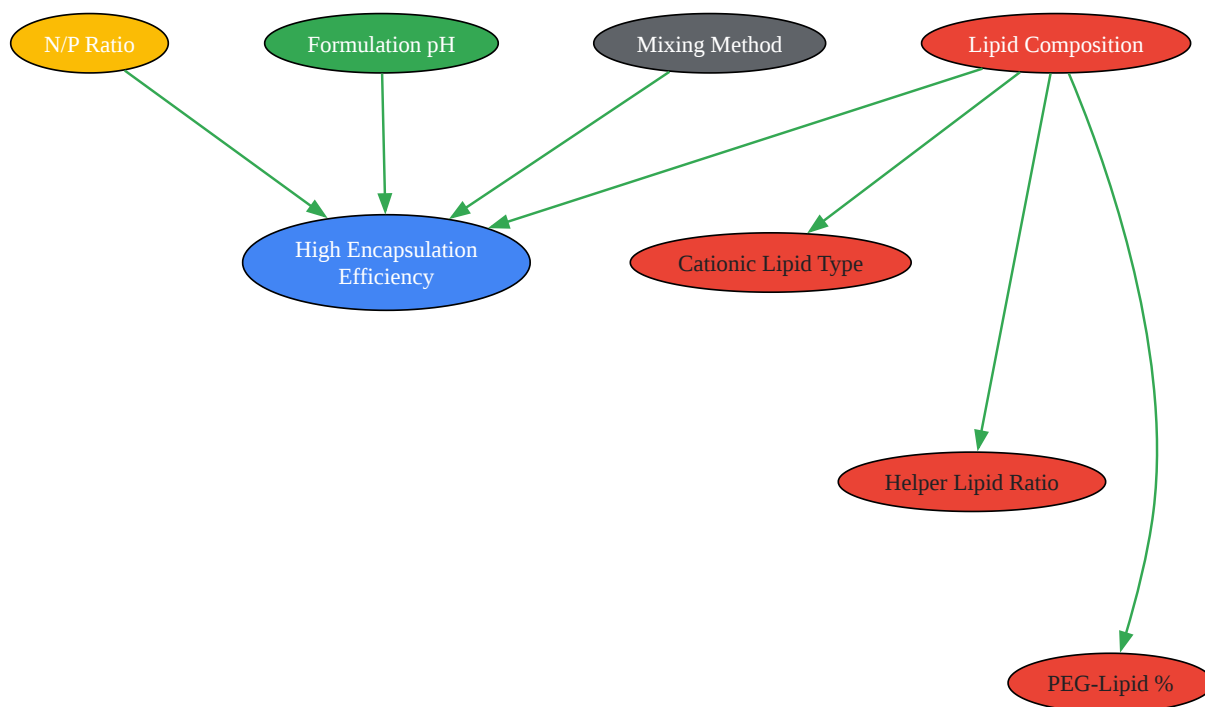 N/P Ratio
Formulation pH
Mixing Method
Lipid Composition
High Encapsulation
Efficiency
Cationic Lipid Type
Helper Lipid Ratio
PEG-Lipid %